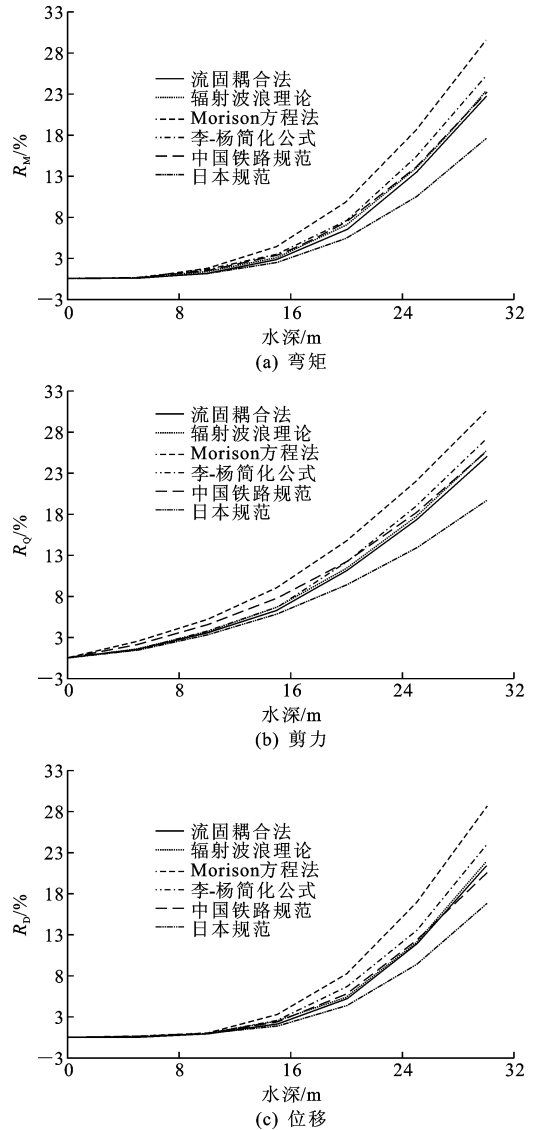 33
28
23
18
13
8
3
−3
R_M/%
流固耦合法
辐射波浪理论
Morison方程法
李-杨简化公式
中国铁路规范
日本规范
0 8 16 24 32
水深/m
(a) 弯矩
33
28
23
18
13
8
3
−3
R_Q/%
流固耦合法
辐射波浪理论
Morison方程法
李-杨简化公式
中国铁路规范
日本规范
0 8 16 24 32
水深/m
(b) 剪力
33
28
23
18
13
8
3
−3
R_D/%
流固耦合法
辐射波浪理论
Morison方程法
李-杨简化公式
中国铁路规范
日本规范
0 8 16 24 32
水深/m
(c) 位移